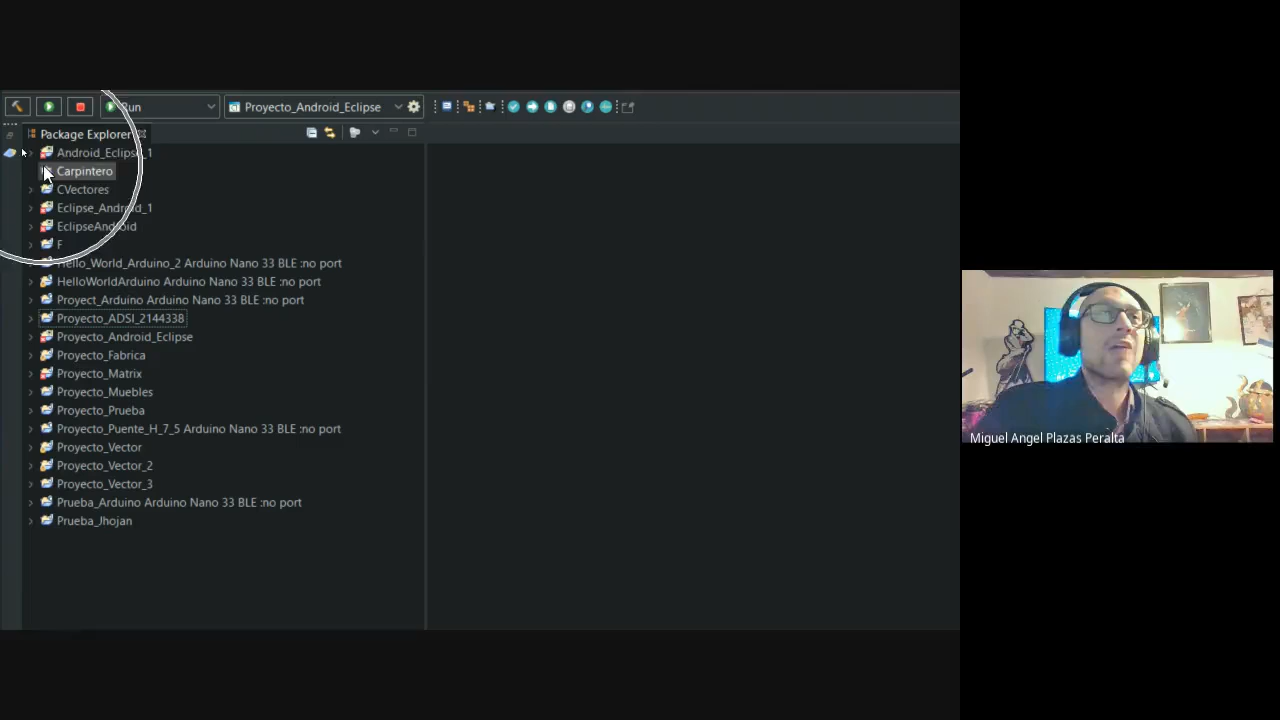 Run
Proyecto_Android_Eclipse
Package Explorer
Android_Eclipse_1
Carpintero
CVectores
Eclipse_Android_1
EclipseAndroid
F
Hello_World_Arduino_2 Arduino Nano 33 BLE :no port
HelloWorldArduino Arduino Nano 33 BLE :no port
Proyect_Arduino Arduino Nano 33 BLE :no port
Proyecto_ADSI_2144338
Proyecto_Android_Eclipse
Proyecto_Fabrica
Proyecto_Matrix
Proyecto_Muebles
Proyecto_Prueba
Proyecto_Puente_H_7_5 Arduino Nano 33 BLE :no port
Proyecto_Vector
Proyecto_Vector_2
Proyecto_Vector_3
Prueba_Arduino Arduino Nano 33 BLE :no port
Prueba_Jhojan
Miguel Angel Plazas Peralta